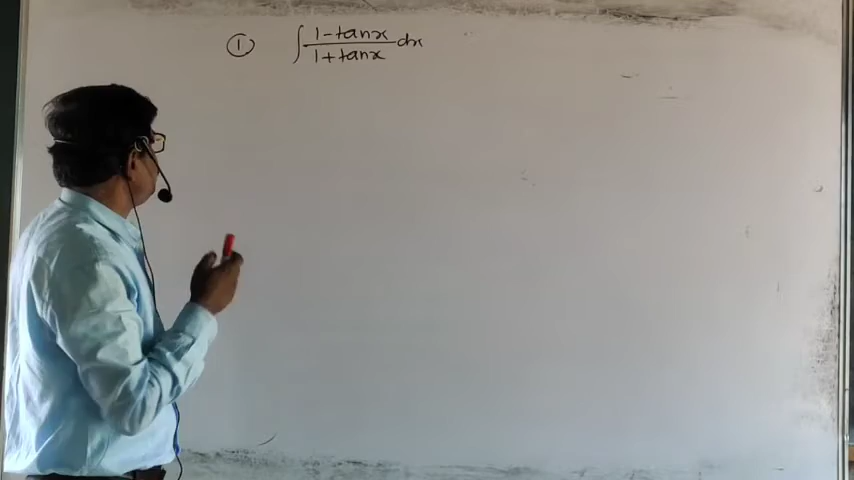 ① ∫ (1 - tanx)/(1 + tanx) dx